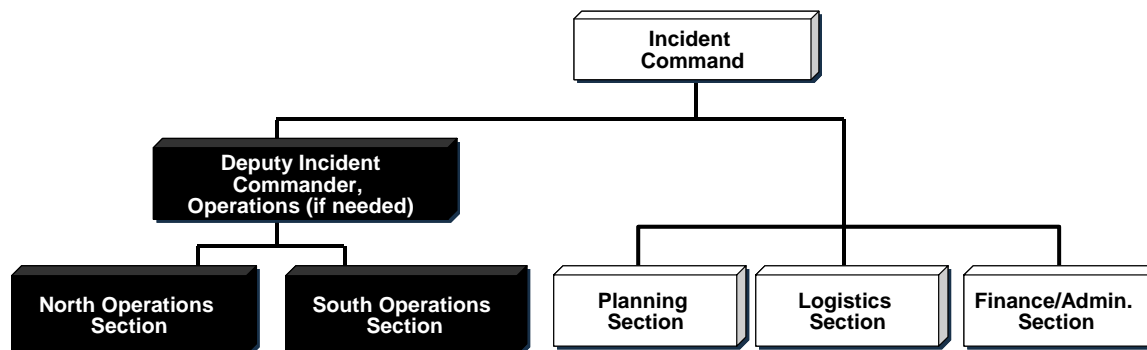 Incident
Command
Deputy Incident
Commander,
Operations (if needed)
North Operations
Section
South Operations
Section
Planning
Section
Logistics
Section
Finance/Admin.
Section